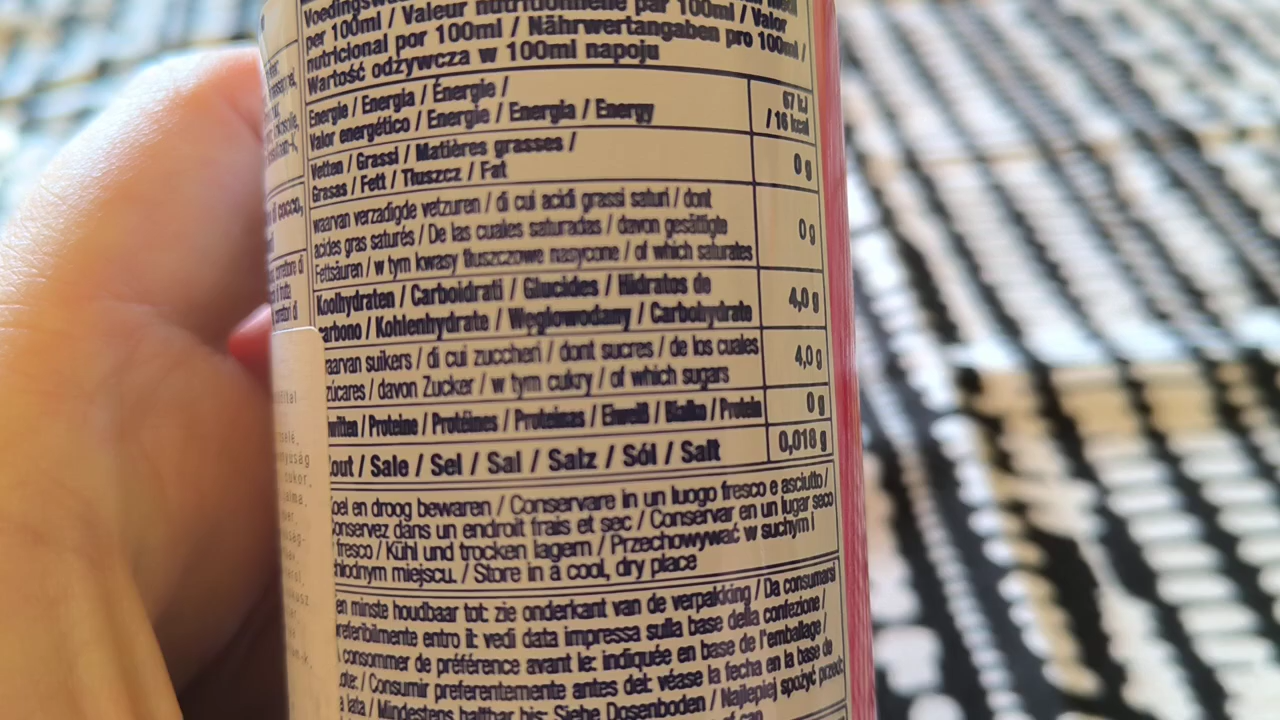 per 100ml / Valeur nutritionnelle par 100ml / Valor
nutricional por 100ml / Nährwertangaben pro 100ml /
Wartość odżywcza w 100ml napoju
Energie / Energia / Énergie /
Valor energético / Energie / Energia / Energy
67 kJ
/ 16 kcal
Vetten / Grassi / Matières grasses /
Grasas / Fett / Tłuszcz / Fat
0 g
waarvan verzadigde vetzuren / di cui acidi grassi saturi / dont
acides gras saturés / De las cuales saturadas / davon gesättigte
Fettsäuren / w tym kwasy tłuszczowe nasycone / of which saturates
0 g
Koolhydraten / Carboidrati / Glucides / Hidratos de
carbono / Kohlenhydrate / Węglowodany / Carbohydrate
4,0 g
waarvan suikers / di cui zuccheri / dont sucres / de los cuales
azúcares / davon Zucker / w tym cukry / of which sugars
4,0 g
/ Proteine / Protéines / Proteínas / Eiweiß / Białko / Protein
0 g
Zout / Sale / Sel / Sal / Salz / Sól / Salt
0,018 g
Koel en droog bewaren / Conservare in un luogo fresco e asciutto /
Conservez dans un endroit frais et sec / Conservar en un lugar seco
fresco / Kühl und trocken lagern / Przechowywać w suchym i
chłodnym miejscu. / Store in a cool, dry place
Ten minste houdbaar tot: zie onderkant van de verpakking / Da consumarsi
preferibilmente entro il: vedi data impressa sulla base della confezione /
A consommer de préférence avant le: indiquée en base de l'emballage /
/ Consumir preferentemente antes del: véase la fecha en la base de
la lata / Mindestens haltbar bis: Siehe Dosenboden / Najlepiej spożyć przed:
of can